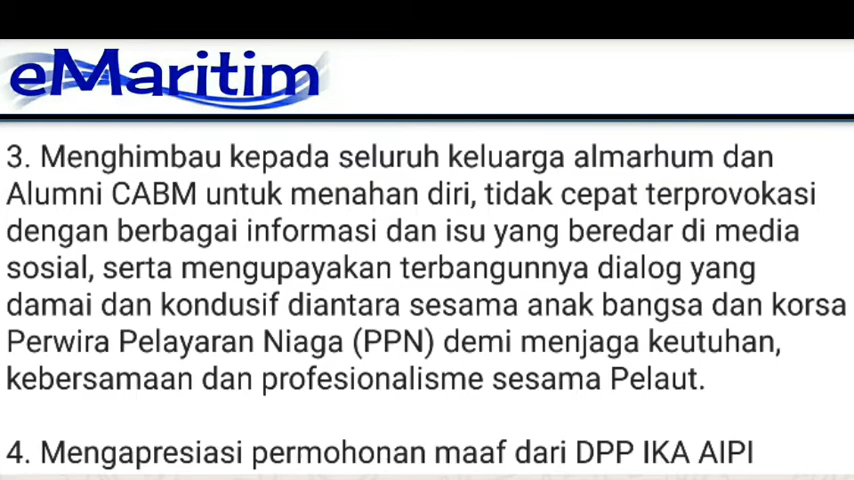 eMaritim
3. Menghimbau kepada seluruh keluarga almarhum dan
Alumni CABM untuk menahan diri, tidak cepat terprovokasi
dengan berbagai informasi dan isu yang beredar di media
sosial, serta mengupayakan terbangunnya dialog yang
damai dan kondusif diantara sesama anak bangsa dan korsa
Perwira Pelayaran Niaga (PPN) demi menjaga keutuhan,
kebersamaan dan profesionalisme sesama Pelaut.
4. Mengapresiasi permohonan maaf dari DPP IKA AIPI